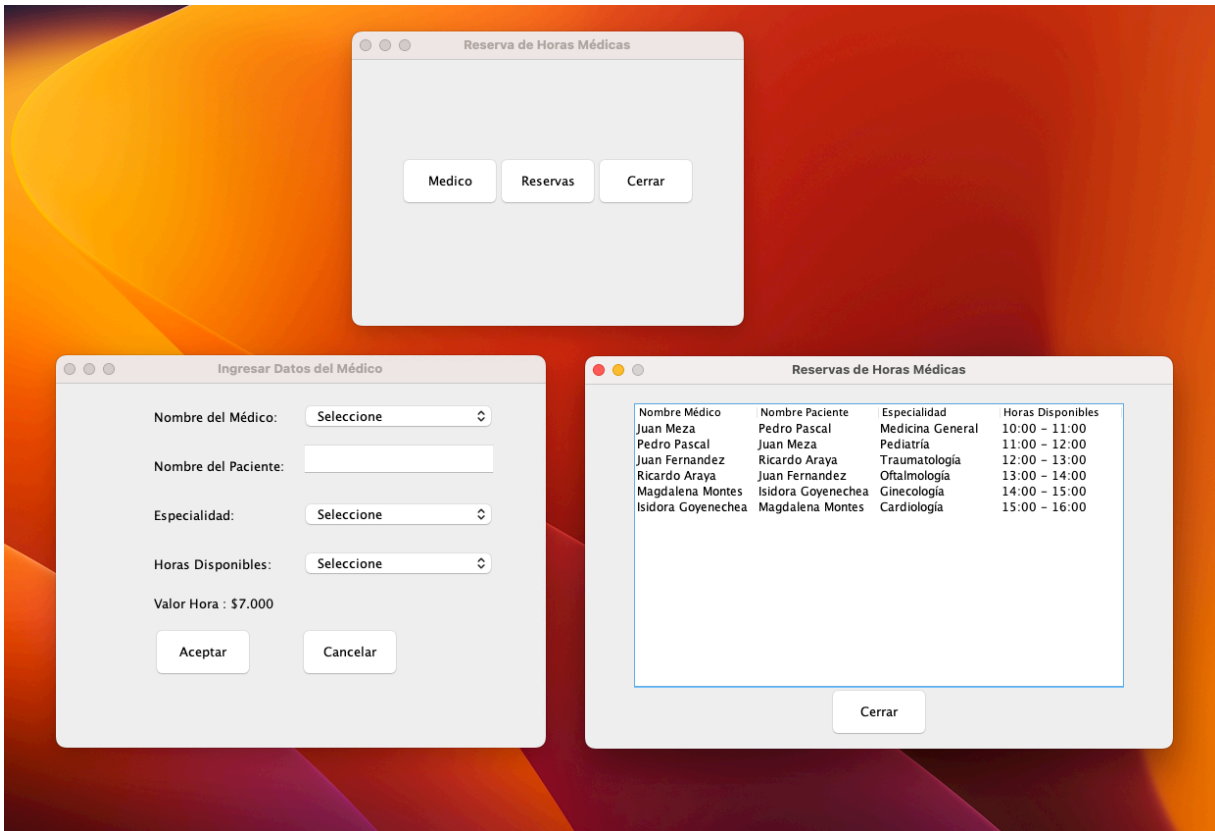 Reserva de Horas Médicas
Medico Reservas Cerrar
Ingresar Datos del Médico
Nombre del Médico: Seleccione
Nombre del Paciente:
Especialidad: Seleccione
Horas Disponibles: Seleccione
Valor Hora : $7.000
Aceptar Cancelar
Reservas de Horas Médicas
Nombre Médico Nombre Paciente Especialidad Horas Disponibles
Juan Meza Pedro Pascal Medicina General 10:00 - 11:00
Pedro Pascal Juan Meza Pediatría 11:00 - 12:00
Juan Fernandez Ricardo Araya Traumatología 12:00 - 13:00
Ricardo Araya Juan Fernandez Oftalmología 13:00 - 14:00
Magdalena Montes Isidora Goyenechea Ginecología 14:00 - 15:00
Isidora Goyenechea Magdalena Montes Cardiología 15:00 - 16:00
Cerrar